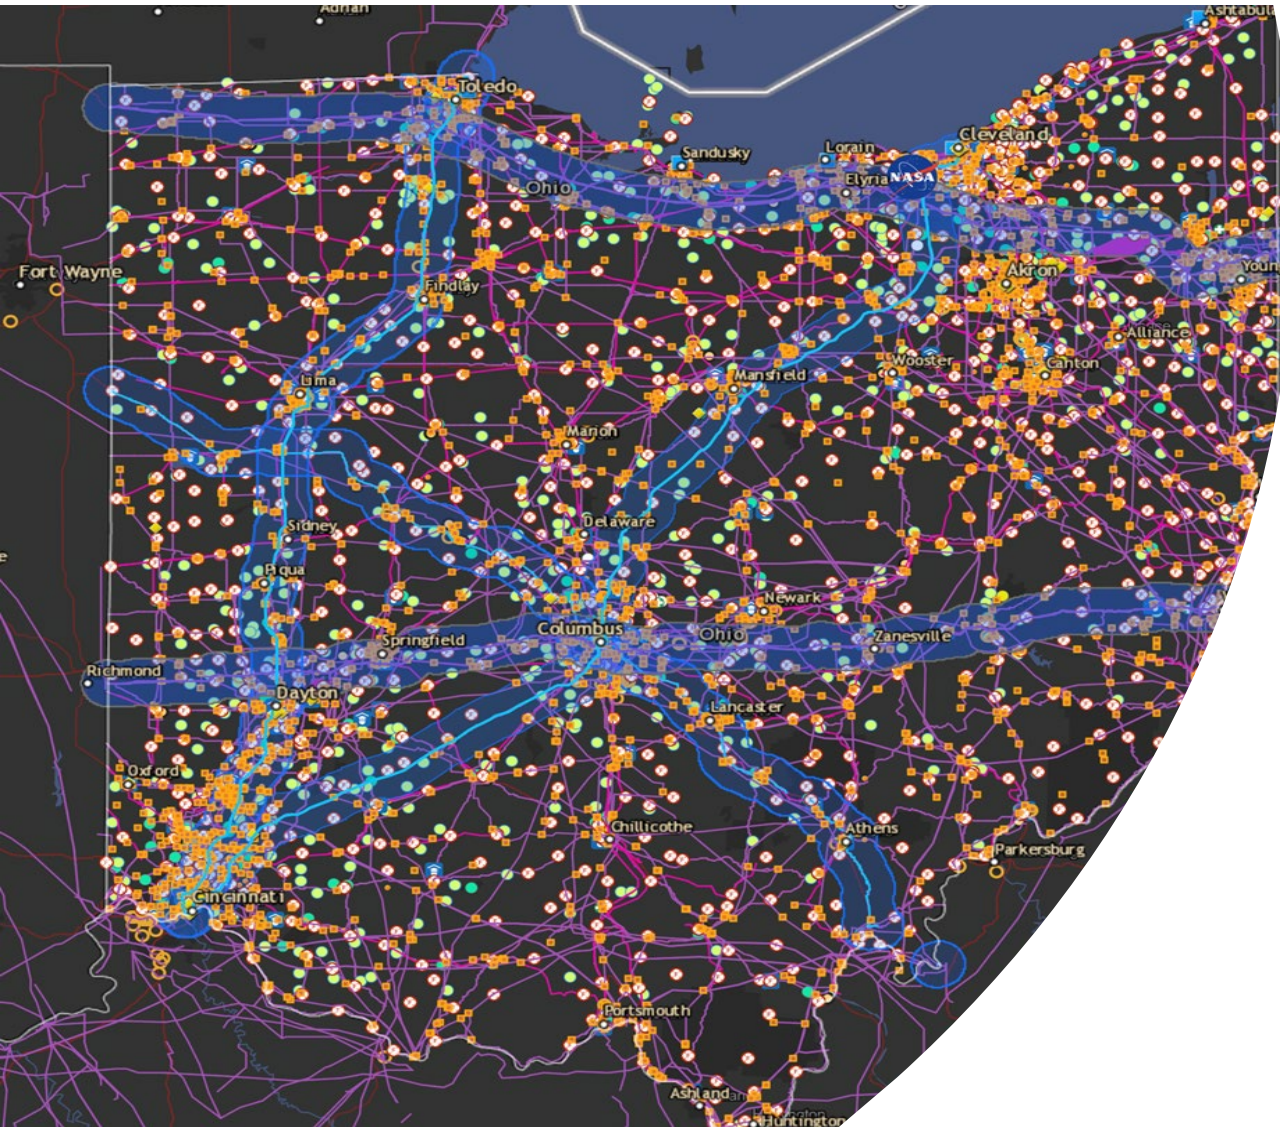 Adrian
Ashtabula
Toledo
Cleveland
Sandusky
Lorain
Elyria
NASA
Ohio
Fort Wayne
Akron
Youn
Findlay
Alliance
Wooster
Canton
Lima
Mansfield
Marion
Delaware
Sidney
Piqua
Newark
Columbus
Ohio
Springfield
Zanesville
Richmond
Dayton
Lancaster
Oxford
Chillicothe
Athens
Parkersburg
Cincinnati
Portsmouth
Ashland
Huntington